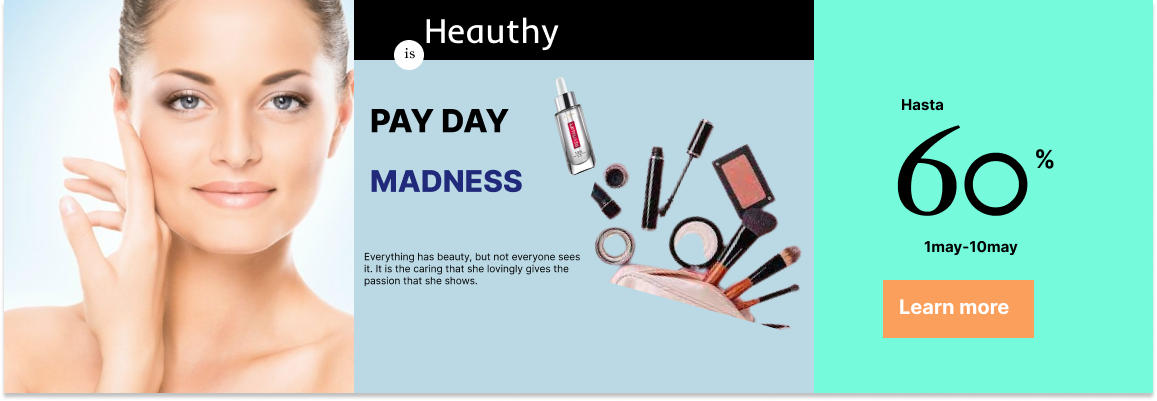 Heauthy
is
PAY DAY
MADNESS
Everything has beauty, but not everyone sees
it. It is the caring that she lovingly gives the
passion that she shows.
Hasta
60%
1may-10may
Learn more